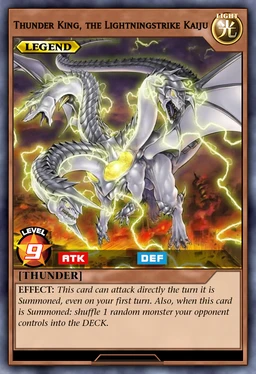 Thunder King, the Lightningstrike Kaiju
LIGHT
光
LEGEND
LEVEL
9
ATK
DEF
[THUNDER]
EFFECT: This card can attack directly the turn it is
Summoned, even on your first turn. Also, when this card
is Summoned: shuffle 1 random monster your opponent
controls into the DECK.